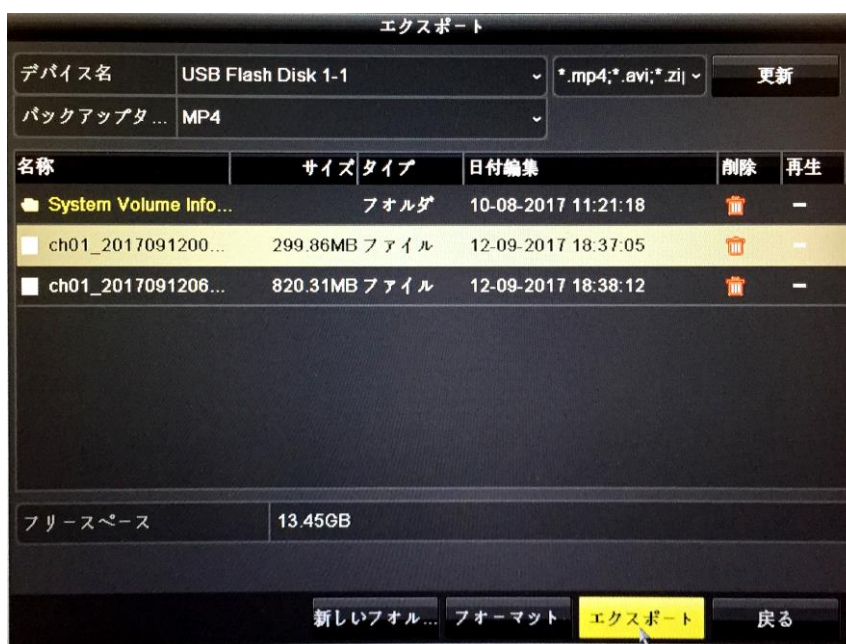 エクスポート
デバイス名 USB Flash Disk 1-1 *.mp4;*.avi;*.zi 更新
バックアップタ... MP4
名称 サイズ タイプ 日付編集 削除 再生
System Volume Info... フォルダ 10-08-2017 11:21:18
ch01_2017091200... 299.86MB ファイル 12-09-2017 18:37:05
ch01_2017091206... 820.31MB ファイル 12-09-2017 18:38:12
フリースペース 13.45GB
新しいフオル... フォーマット エクスポート 戻る